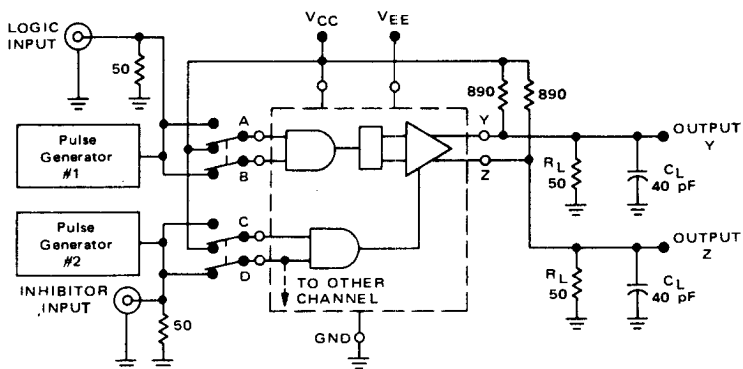 LOGIC
INPUT
50
VCC
VEE
890
890
A
B
Y
Z
OUTPUT
Y
RL
50
CL
40 pF
Pulse
Generator
#1
Pulse
Generator
#2
C
D
TO OTHER
CHANNEL
OUTPUT
Z
RL
50
CL
40 pF
INHIBITOR
INPUT
50
GND